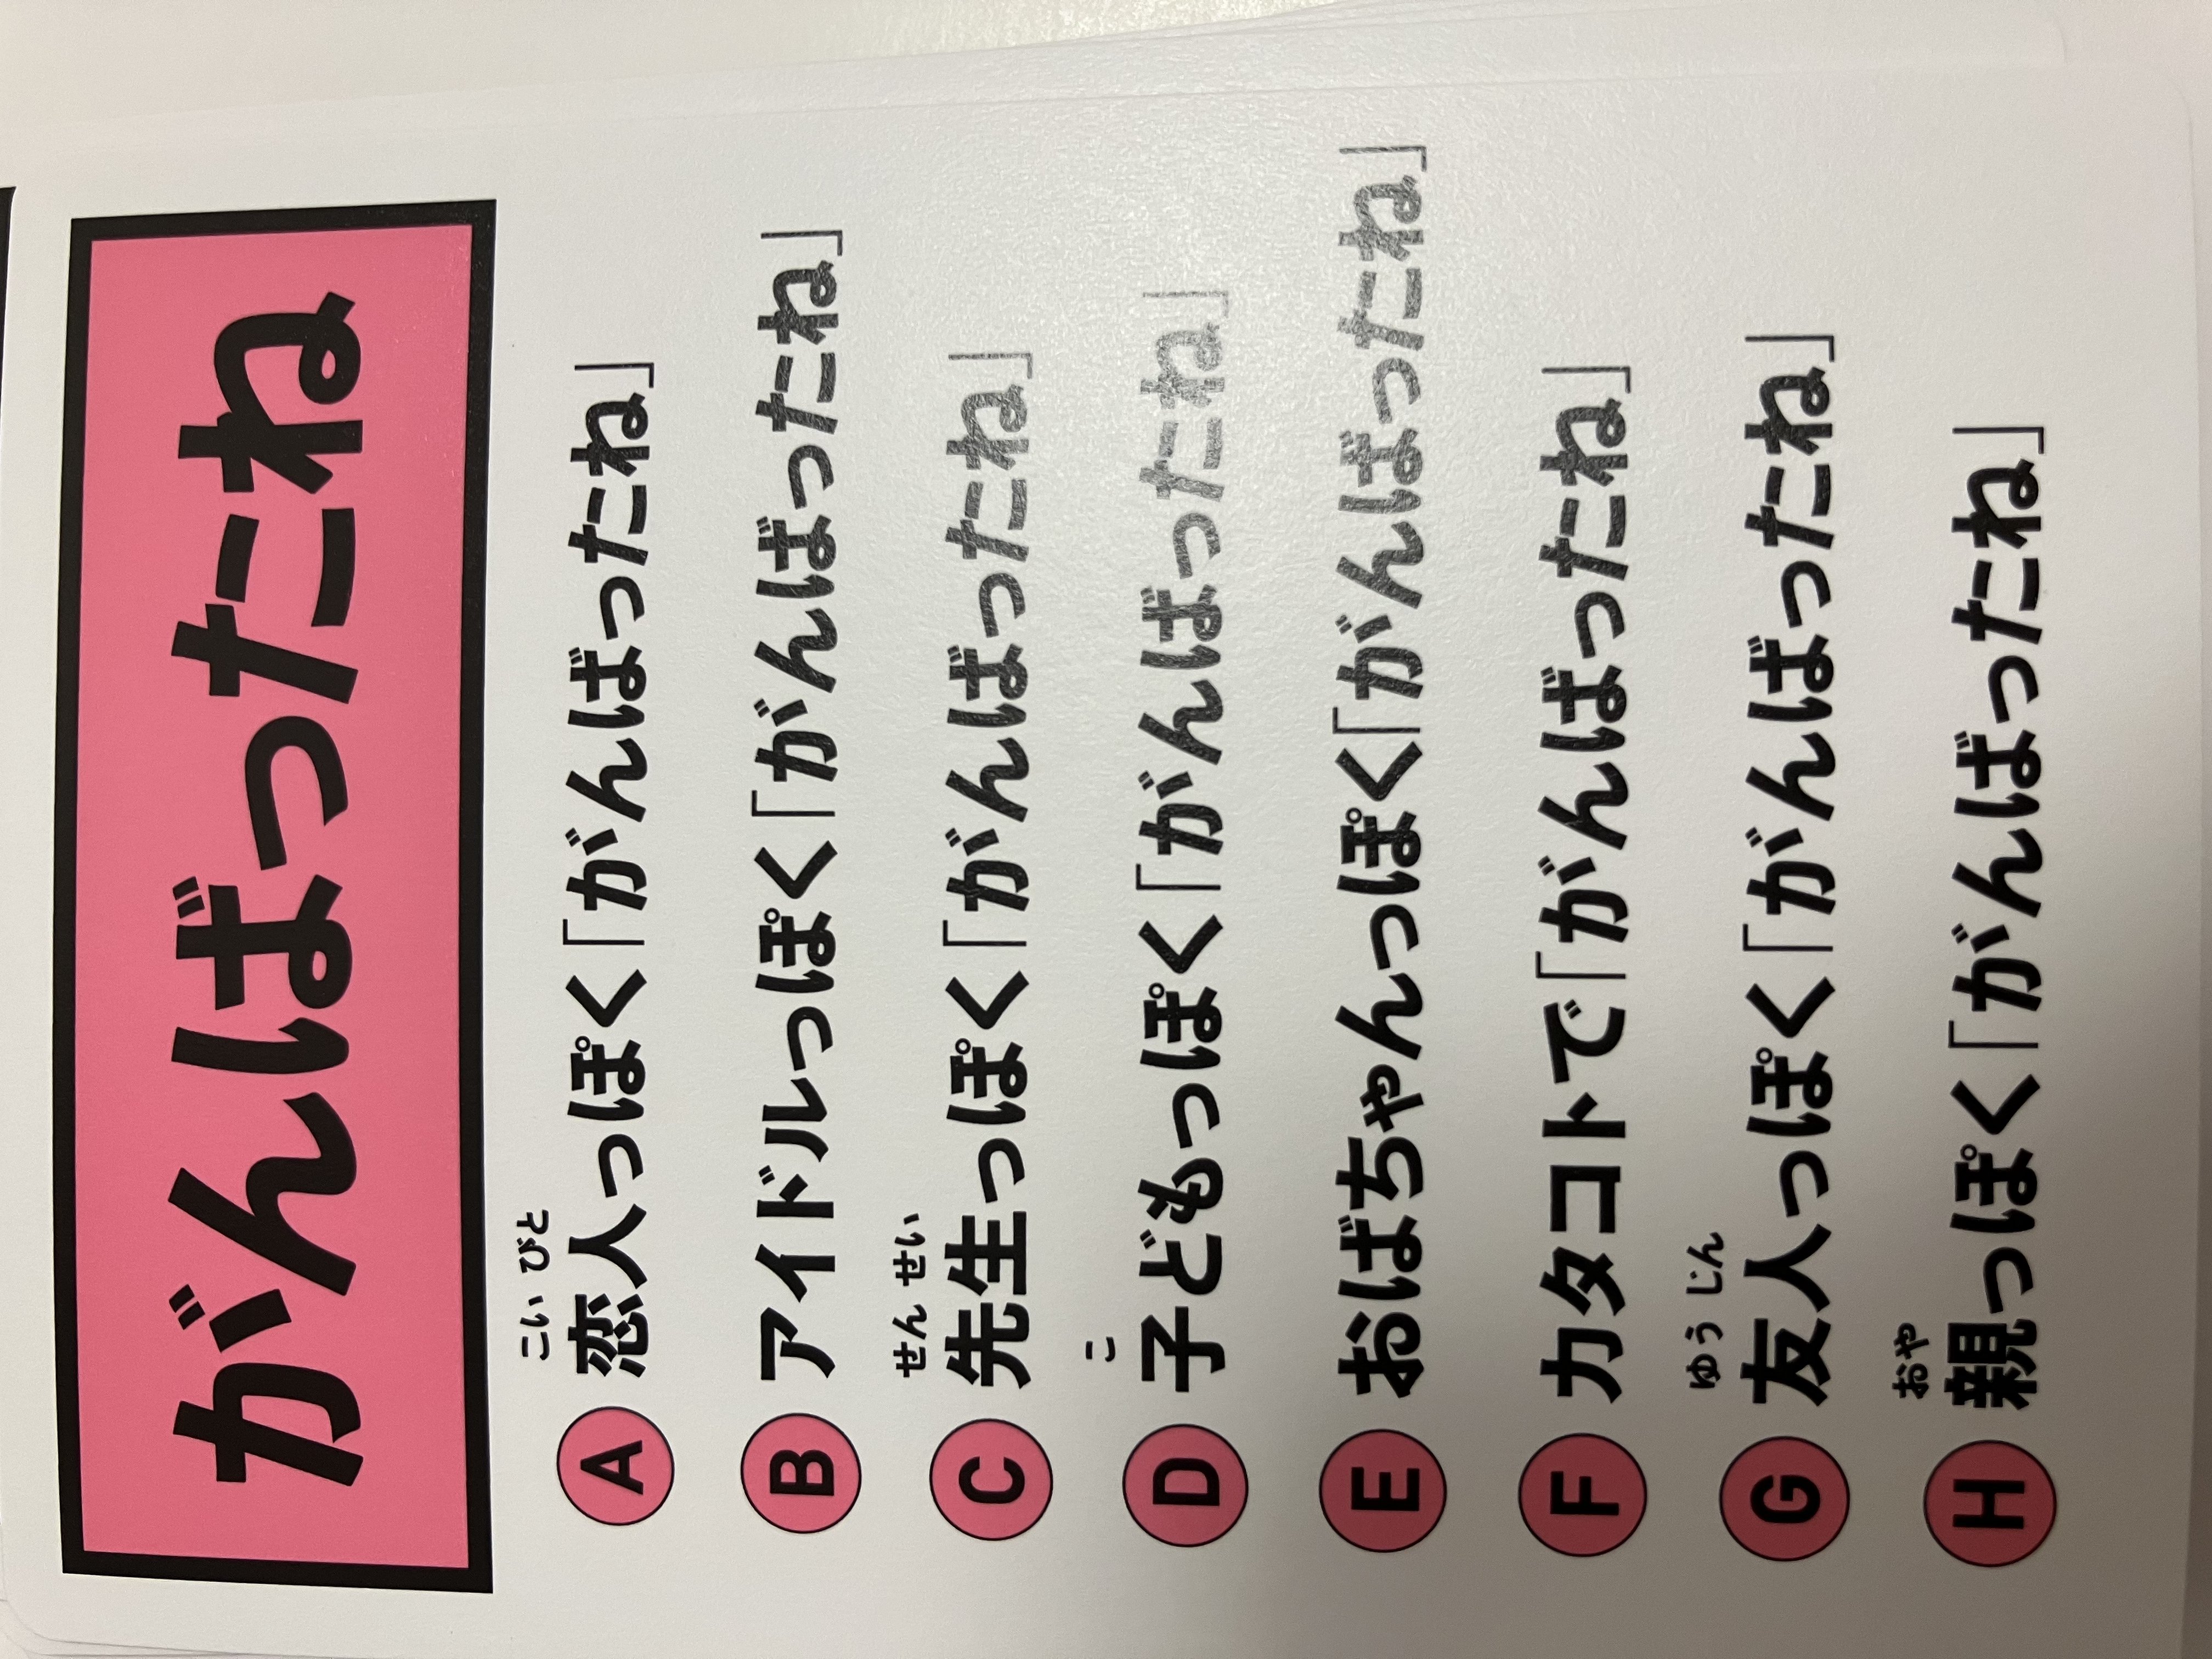 がんばったね
こい びと
A 恋人っぽく「がんばったね」
B アイドルっぽく「がんばったね」
せん せい
C 先生っぽく「がんばったね」
こ
D 子どもっぽく「がんばったね」
E おばちゃんっぽく「がんばったね」
F カタコトで「がんばったね」
ゆう じん
G 友人っぽく「がんばったね」
おや
H 親っぽく「がんばったね」